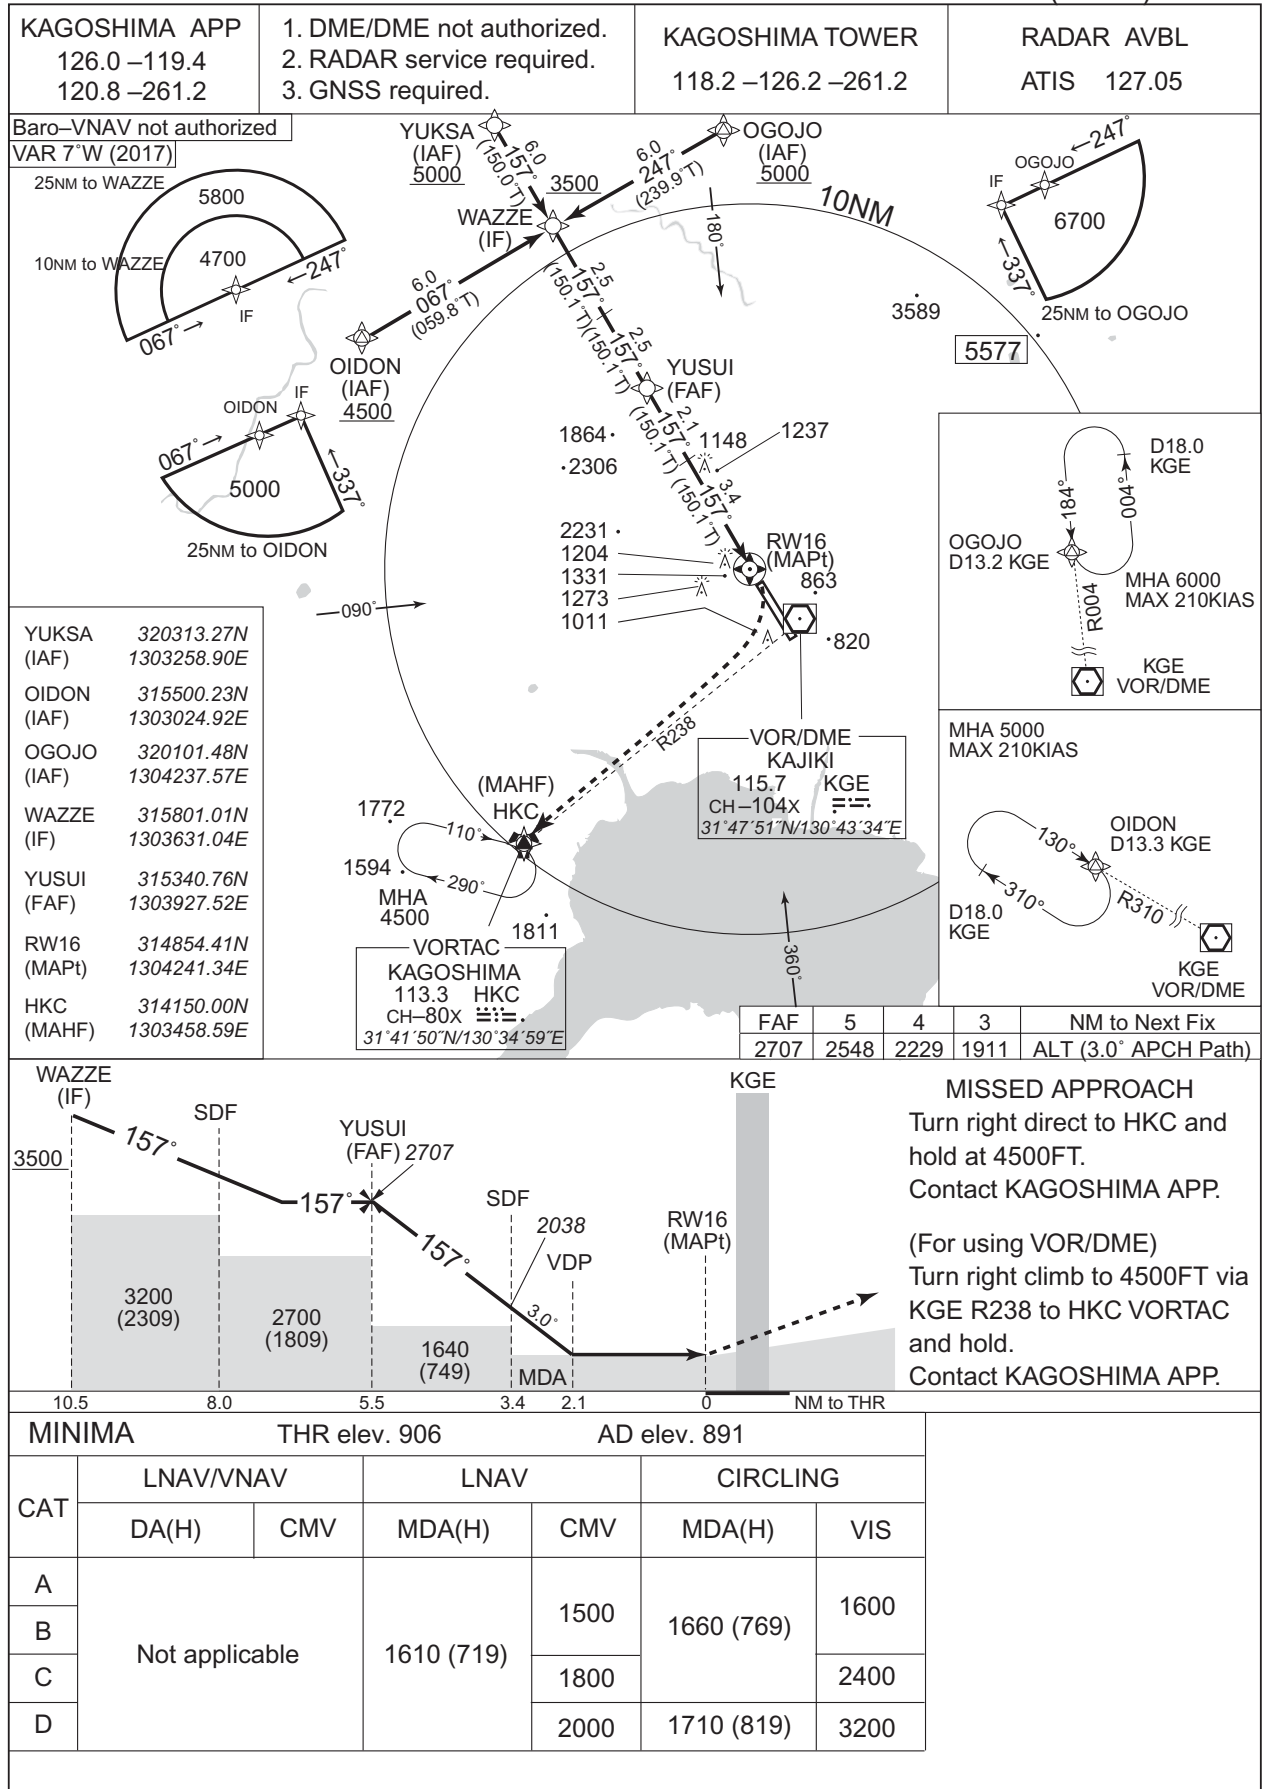 KAGOSHIMA APP
126.0 –119.4
120.8 –261.2
1. DME/DME not authorized.
2. RADAR service required.
3. GNSS required.
KAGOSHIMA TOWER
118.2 –126.2 –261.2
RADAR AVBL
ATIS 127.05
Baro–VNAV not authorized
VAR 7˚W (2017)
25NM to WAZZE
5800
10NM to WAZZE
4700
←247˚
067˚→
IF
YUKSA
(IAF)
5000
6.0
157˚
(150.0˚T)
OGOJO
(IAF)
5000
6.0
247˚
(239.9˚T)
3500
WAZZE
(IF)
6.0
067˚
(059.8˚T)
OIDON
(IAF)
4500
180˚
10NM
2.5
157˚
(150.1˚T)
2.5
157˚
(150.1˚T)
YUSUI
(FAF)
2.1
157˚
(150.1˚T)
3.4
157˚
(150.1˚T)
←247˚
OGOJO
IF
6700
←337˚
25NM to OGOJO
3589
5577
OIDON
IF
067˚→
5000
←337˚
25NM to OIDON
1864
2306
1148
1237
2231
1204
1331
1273
1011
RW16
(MAPt)
863
820
090˚
R238
D18.0
KGE
184˚
004˚
OGOJO
D13.2 KGE
MHA 6000
MAX 210KIAS
R004
KGE
VOR/DME
MHA 5000
MAX 210KIAS
OIDON
D13.3 KGE
130˚
310˚
D18.0
KGE
R310
KGE
VOR/DME
YUKSA 320313.27N
(IAF) 1303258.90E
OIDON 315500.23N
(IAF) 1303024.92E
OGOJO 320101.48N
(IAF) 1304237.57E
WAZZE 315801.01N
(IF) 1303631.04E
YUSUI 315340.76N
(FAF) 1303927.52E
RW16 314854.41N
(MAPt) 1304241.34E
HKC 314150.00N
(MAHF) 1303458.59E
VOR/DME
KAJIKI
115.7 KGE
CH–104X
31˚47´51˝N/130˚43´34˝E
(MAHF)
HKC
1772
110˚
1594
290˚
MHA
4500
1811
VORTAC
KAGOSHIMA
113.3 HKC
CH–80X
31˚41´50˝N/130˚34´59˝E
360˚
FAF 5 4 3 NM to Next Fix
2707 2548 2229 1911 ALT (3.0˚ APCH Path)
WAZZE
(IF)
SDF
YUSUI
(FAF) 2707
SDF
2038
VDP
RW16
(MAPt)
KGE
3500
157˚
157˚
157˚
3.0˚
3200
(2309)
2700
(1809)
1640
(749)
MDA
10.5 8.0 5.5 3.4 2.1 0 NM to THR
MISSED APPROACH
Turn right direct to HKC and
hold at 4500FT.
Contact KAGOSHIMA APP.
(For using VOR/DME)
Turn right climb to 4500FT via
KGE R238 to HKC VORTAC
and hold.
Contact KAGOSHIMA APP.
MINIMA THR elev. 906 AD elev. 891
CAT LNAV/VNAV LNAV CIRCLING
DA(H) CMV MDA(H) CMV MDA(H) VIS
A
B
C
D
Not applicable
1610 (719)
1500
1800
2000
1660 (769)
1710 (819)
1600
2400
3200